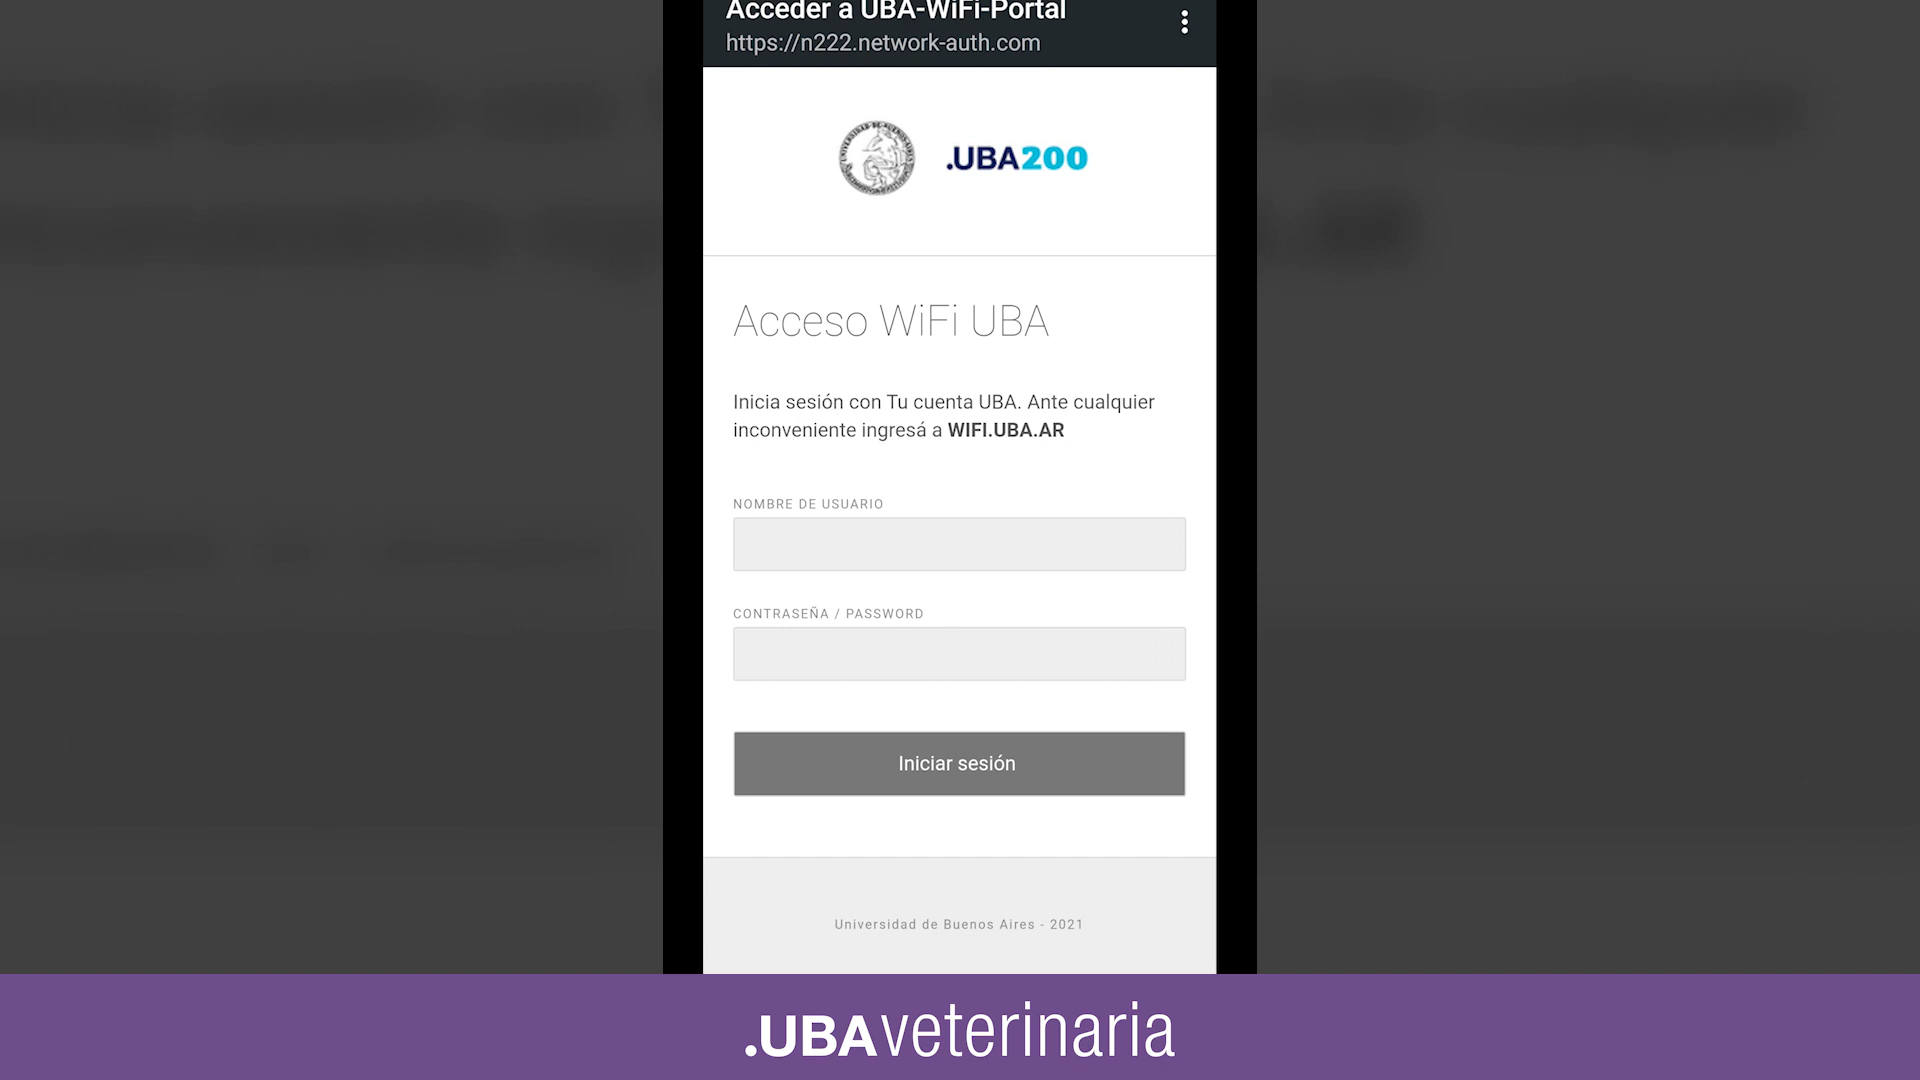 Acceder a UBA-WiFi-Portal
https://n222.network-auth.com
.UBA200
Acceso WiFi UBA
Inicia sesión con Tu cuenta UBA. Ante cualquier
inconveniente ingresá a WIFI.UBA.AR
NOMBRE DE USUARIO
CONTRASEÑA / PASSWORD
Iniciar sesión
Universidad de Buenos Aires - 2021
.UBAveterinaria